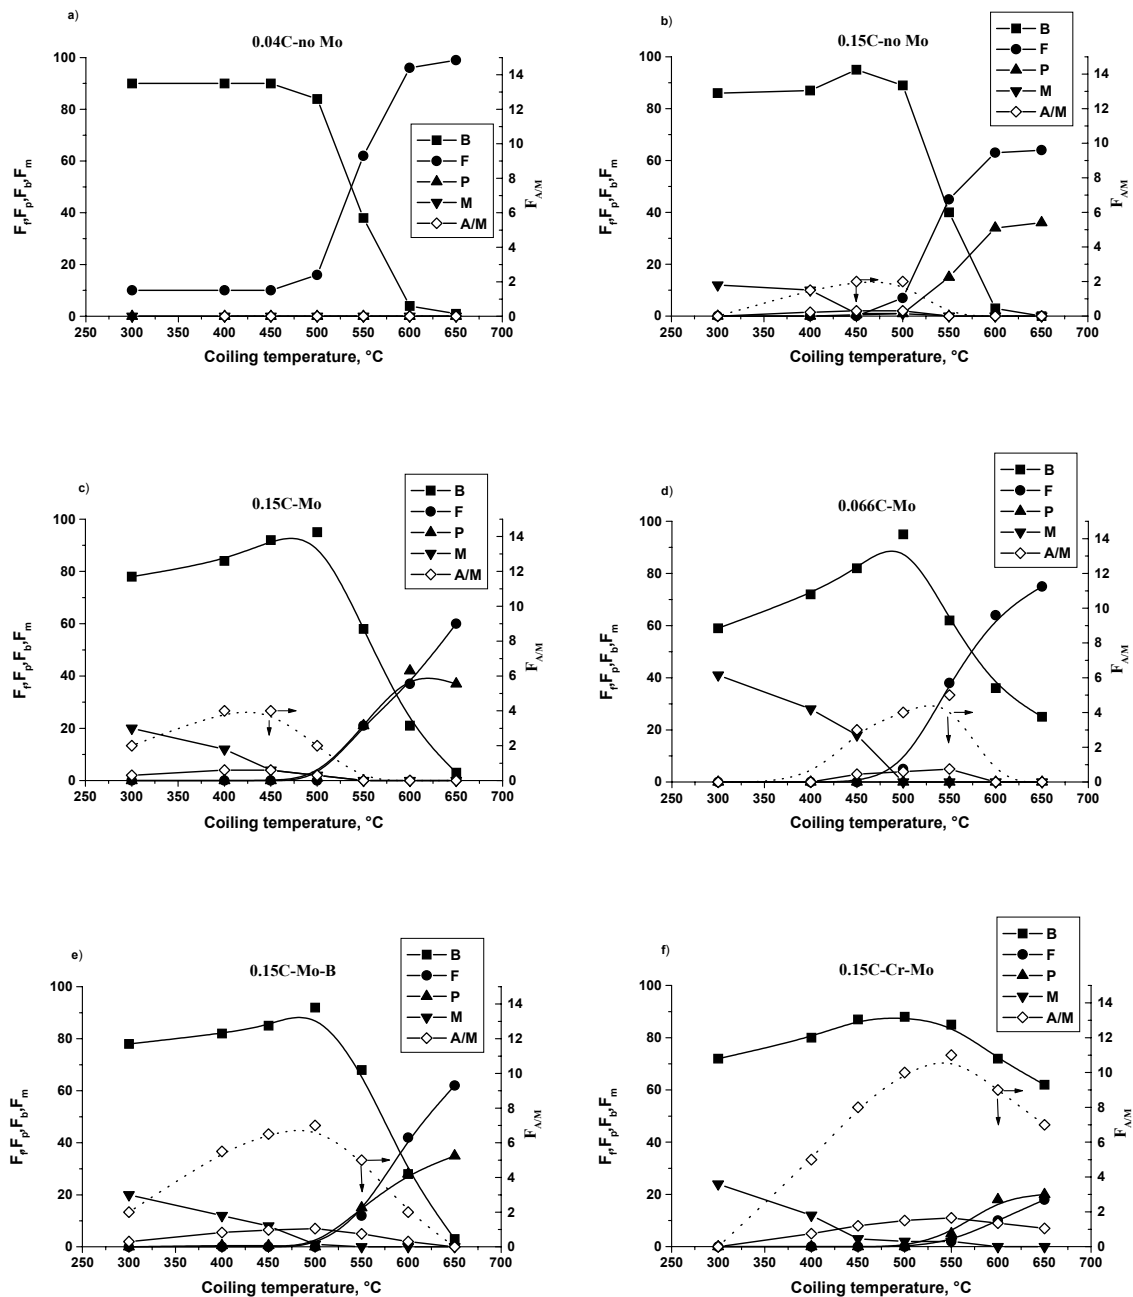 a)
0.04C-no Mo
100
80
60
40
20
0
F_f,F_p,F_b,F_m
250 300 350 400 450 500 550 600 650 700
Coiling temperature, °C
14
12
10
8
6
4
2
0
F_A/M
B
F
P
M
A/M
b)
0.15C-no Mo
100
80
60
40
20
0
F_f,F_p,F_b,F_m
250 300 350 400 450 500 550 600 650 700
Coiling temperature, °C
14
12
10
8
6
4
2
0
F_A/M
B
F
P
M
A/M
c)
0.15C-Mo
100
80
60
40
20
0
F_f,F_p,F_b,F_m
250 300 350 400 450 500 550 600 650 700
Coiling temperature, °C
14
12
10
8
6
4
2
0
F_A/M
B
F
P
M
A/M
d)
0.066C-Mo
100
80
60
40
20
0
F_f,F_p,F_b,F_m
250 300 350 400 450 500 550 600 650 700
Coiling temperature, °C
14
12
10
8
6
4
2
0
F_A/M
B
F
P
M
A/M
e)
0.15C-Mo-B
100
80
60
40
20
0
F_f,F_p,F_b,F_m
250 300 350 400 450 500 550 600 650 700
Coiling temperature, °C
14
12
10
8
6
4
2
0
F_A/M
B
F
P
M
A/M
f)
0.15C-Cr-Mo
100
80
60
40
20
0
F_f,F_p,F_b,F_m
250 300 350 400 450 500 550 600 650 700
Coiling temperature, °C
14
12
10
8
6
4
2
0
F_A/M
B
F
P
M
A/M